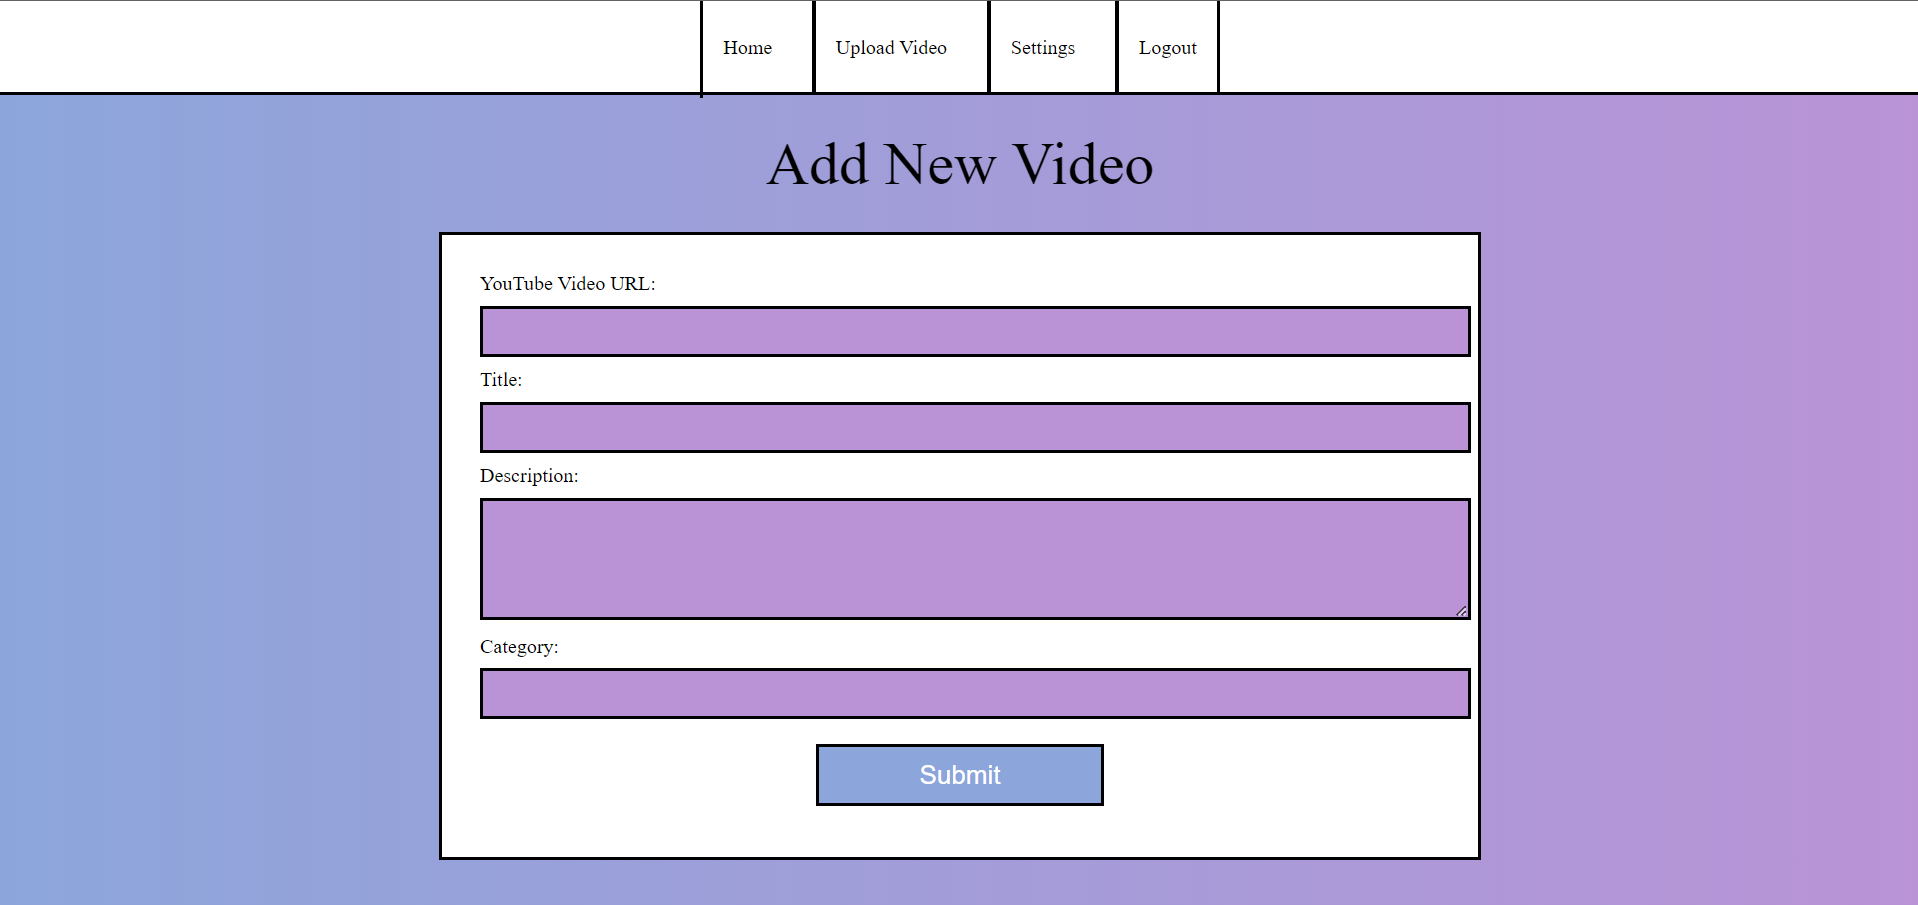 Home Upload Video Settings Logout
Add New Video
YouTube Video URL:
Title:
Description:
Category:
Submit